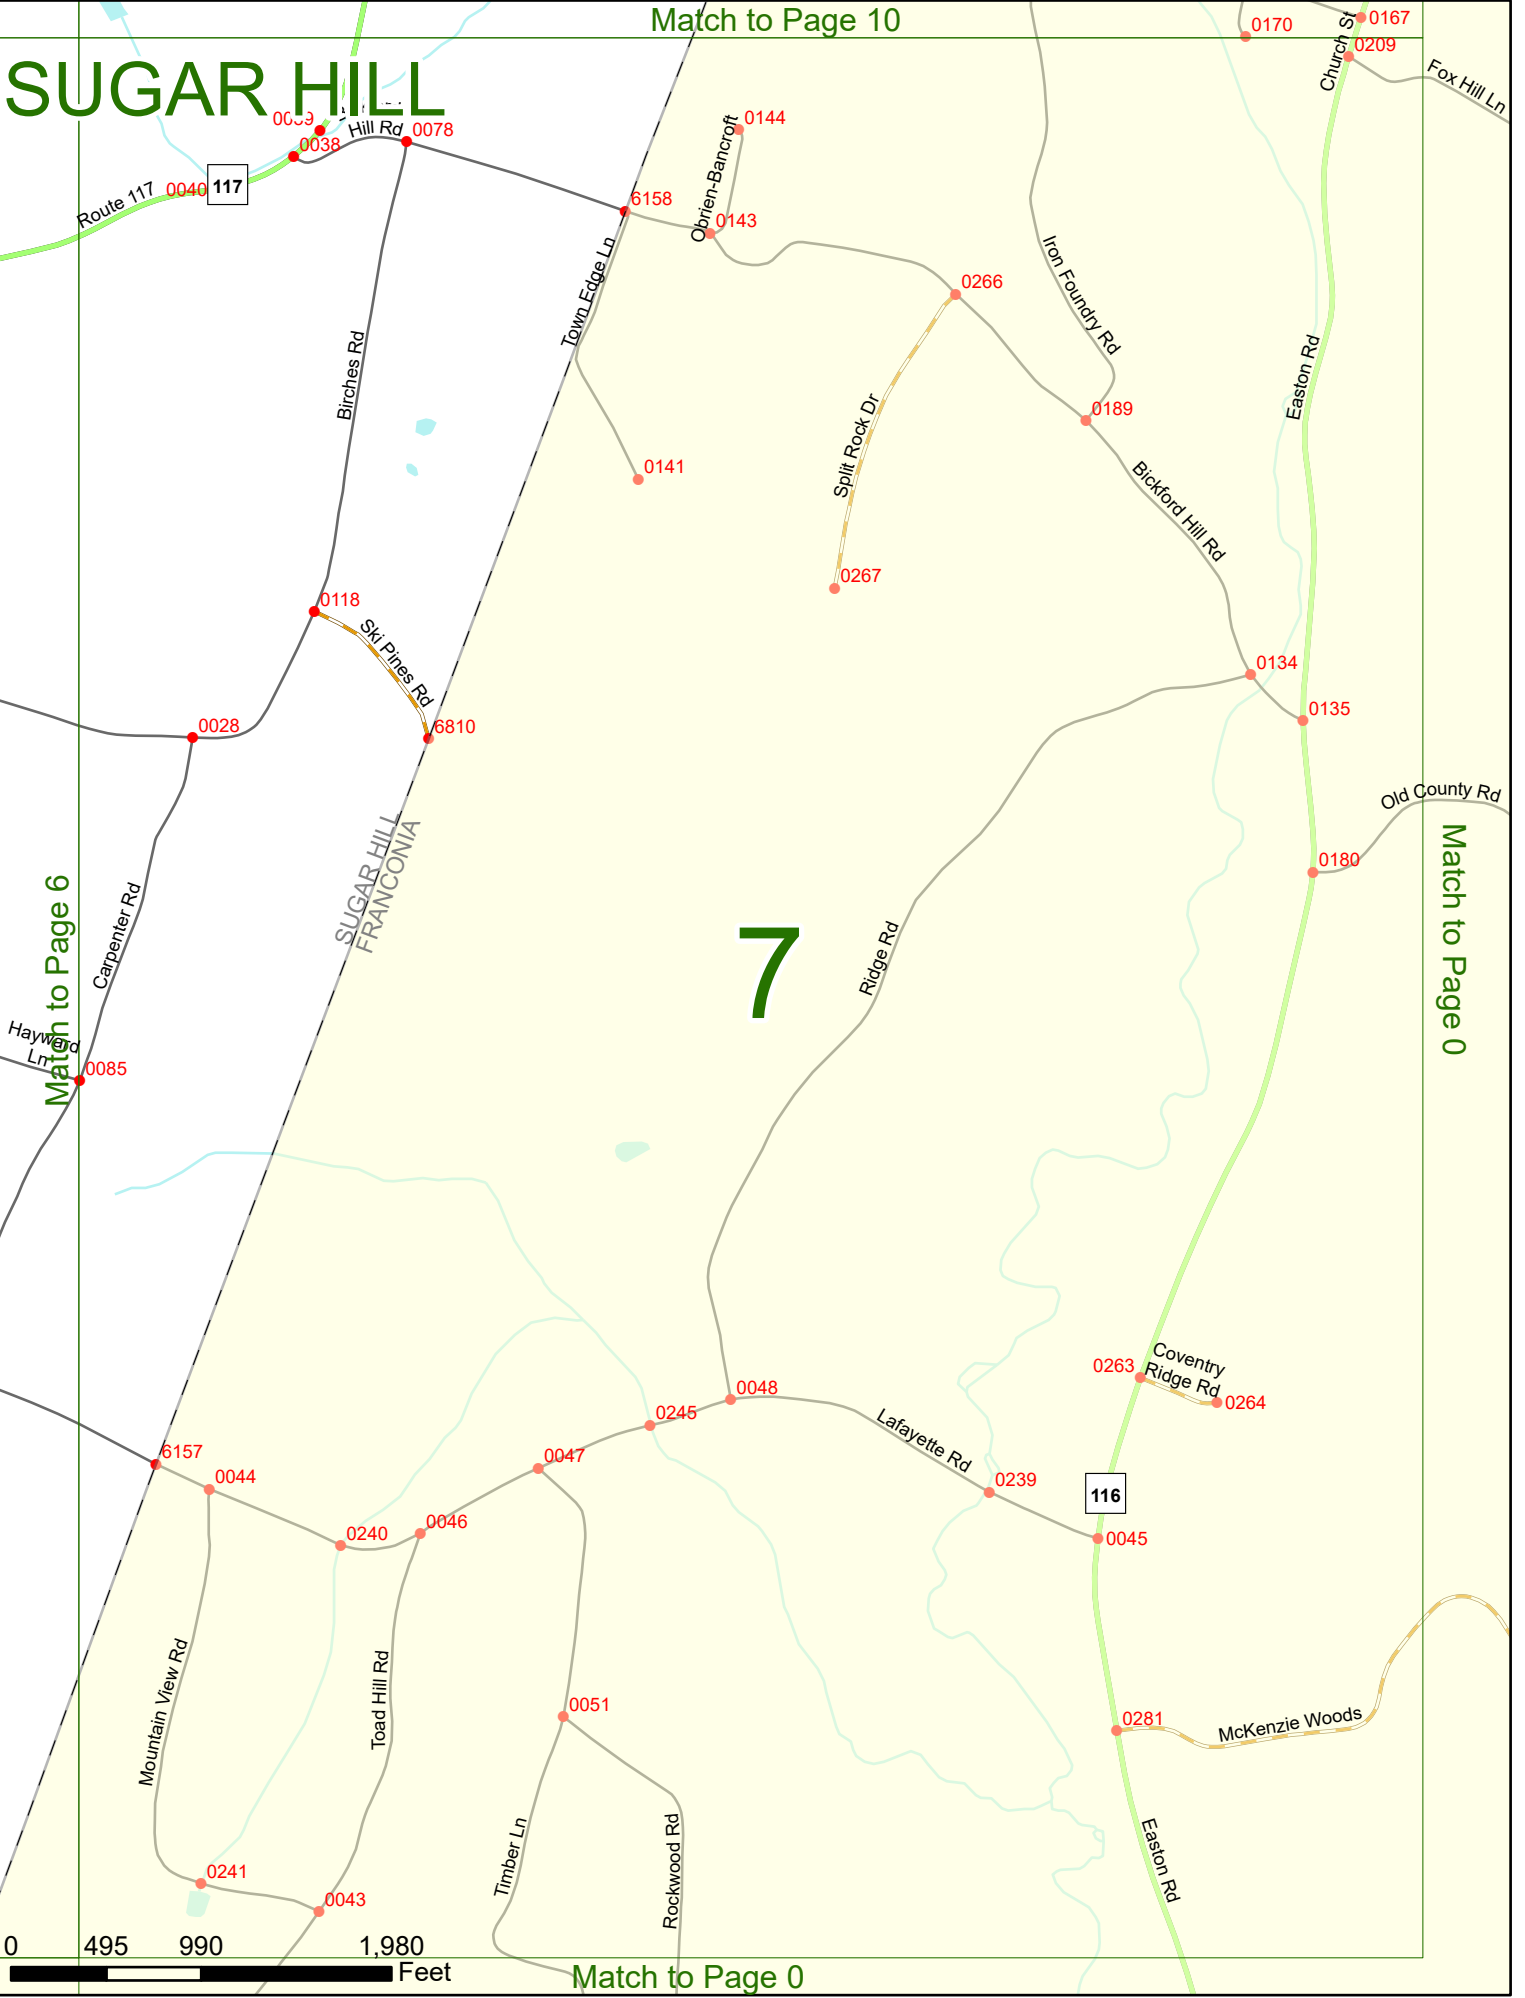 Match to Page 10
0170
0167
0209
Church St
Fox Hill Ln
SUGAR HILL
0038
Hill Rd
0078
0144
Obrien-Bancroft
0143
6158
Route 117
0040
117
Town Edge Ln
Iron Foundry Rd
0266
Birches Rd
Easton Rd
Split Rock Dr
0189
0141
Bickford Hill Rd
0267
0118
Ski Pines Rd
0134
0028
6810
0135
Old County Rd
SUGAR HILL
FRANCONIA
0180
Match to Page 6
Carpenter Rd
7
Ridge Rd
Match to Page 0
Hayward
Ln
0085
0263
Coventry
Ridge Rd
0264
0048
0245
Lafayette Rd
6157
0044
0047
0239
116
0240
0046
0045
Mountain View Rd
Toad Hill Rd
0051
0281
McKenzie Woods
Timber Ln
Rockwood Rd
Easton Rd
0241
0043
0 495 990 1,980
Feet
Match to Page 0